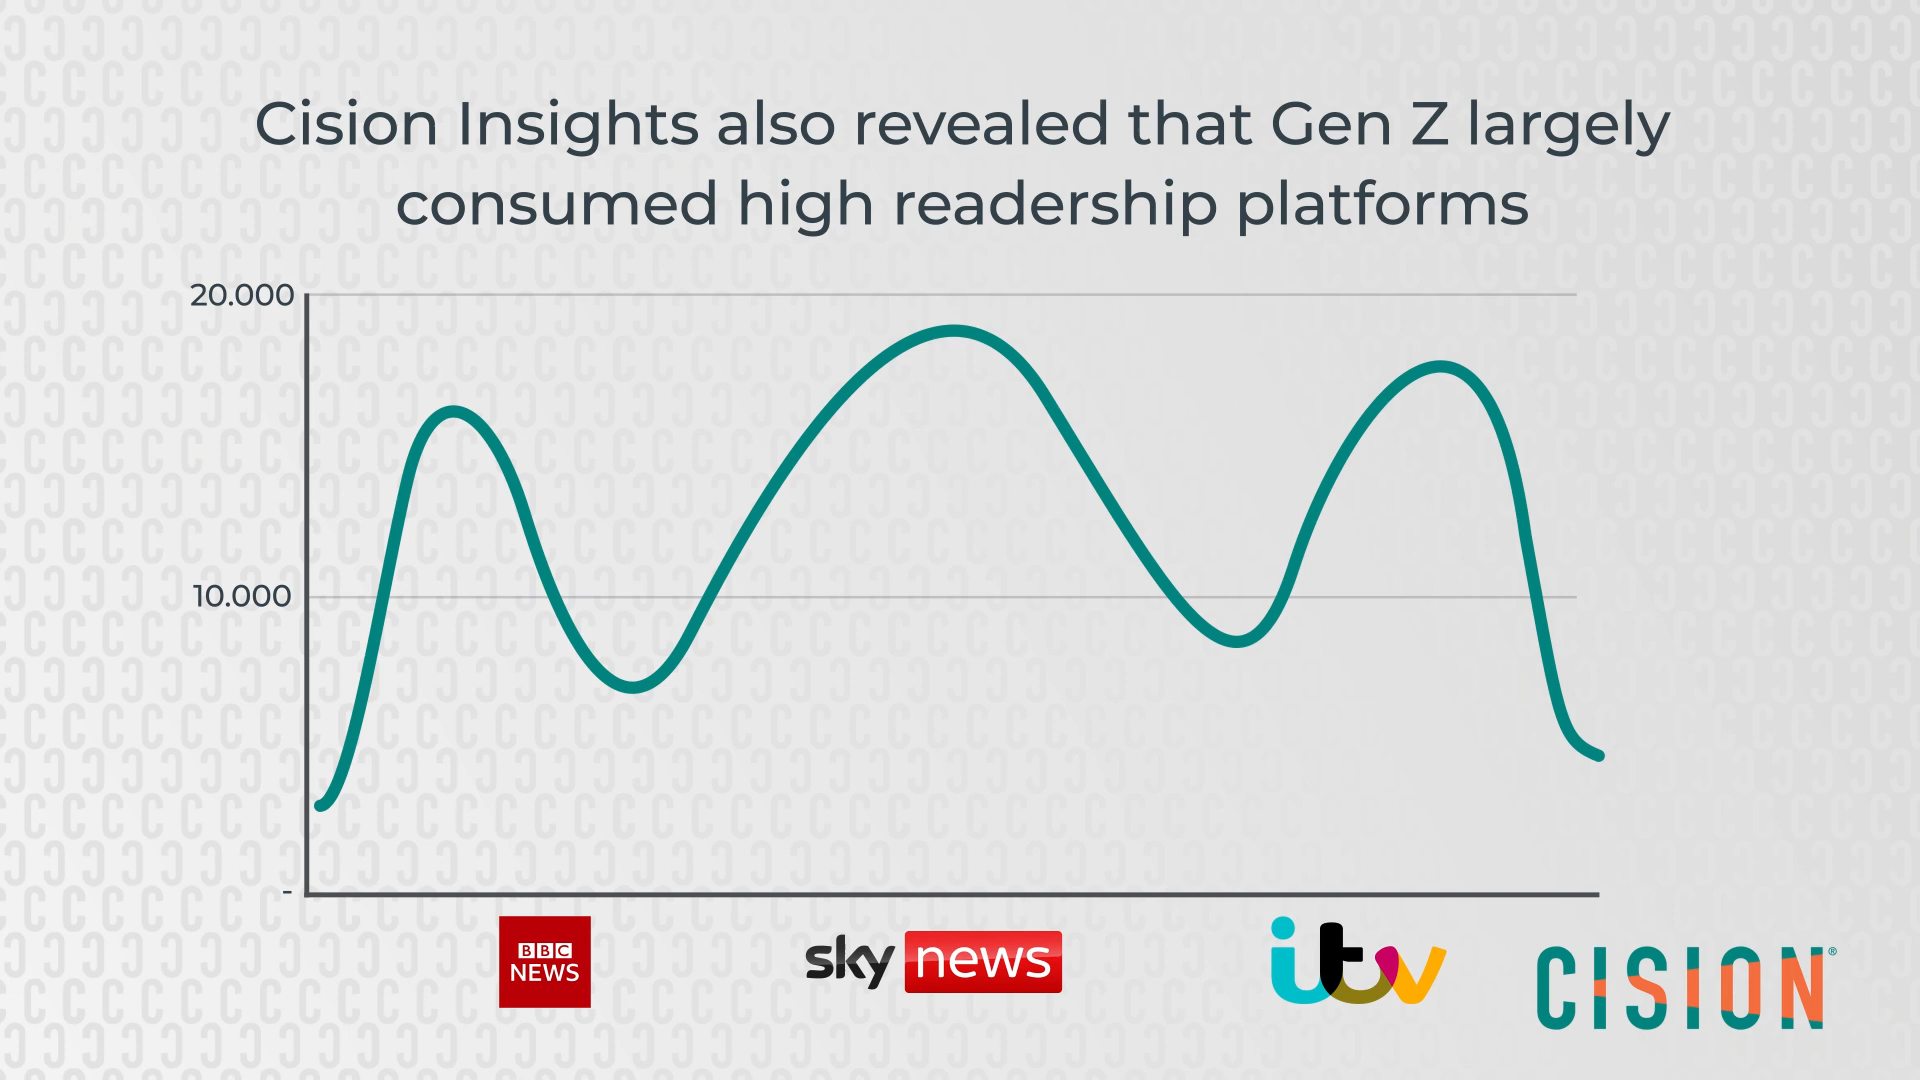 Cision Insights also revealed that Gen Z largely
consumed high readership platforms
20.000
10.000
-
BBC
NEWS
sky news
itv
CISION®